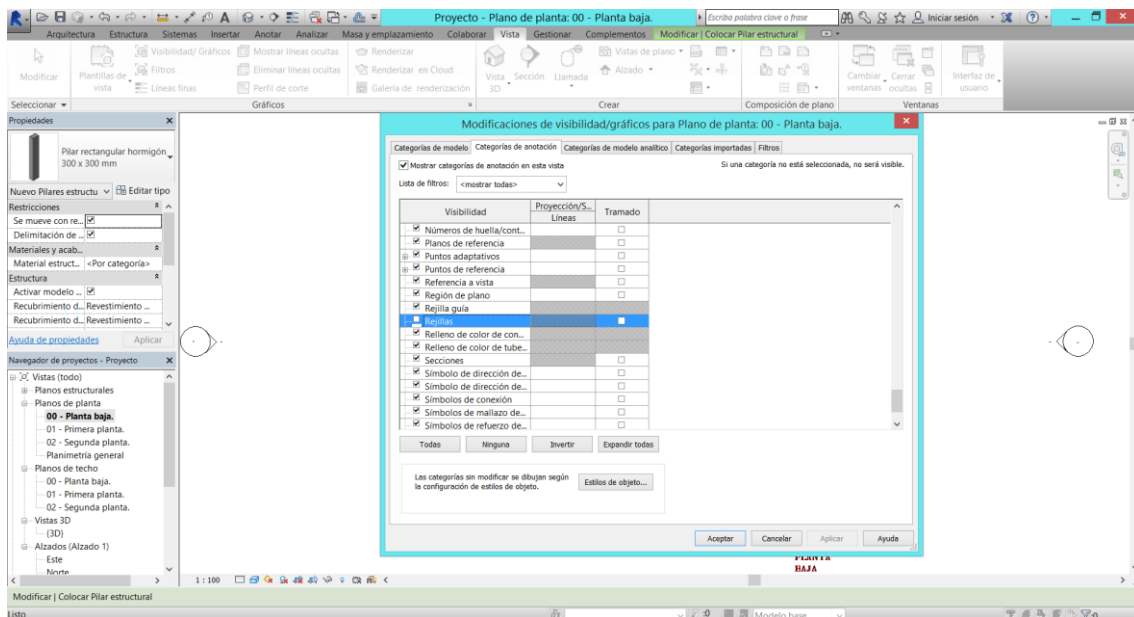 Proyecto - Plano de planta: 00 - Planta baja.
Escriba palabra clave o frase
Iniciar sesión
Arquitectura Estructura Sistemas Insertar Anotar Analizar Masa y emplazamiento Colaborar Vista Gestionar Complementos Modificar | Colocar Pilar estructural
Modificar
Plantillas de vista
Visibilidad/ Gráficos
Filtros
Líneas finas
Mostrar líneas ocultas
Eliminar líneas ocultas
Perfil de corte
Renderizar
Renderizar en Cloud
Galería de renderización
Vista 3D
Sección
Llamada
Vistas de plano
Alzado
Cambiar ventanas
Cerrar ocultas
Interfaz de usuario
Seleccionar
Gráficos
Crear
Composición de plano
Ventanas
Propiedades
Pilar rectangular hormigón
300 x 300 mm
Nuevo Pilares estructu
Editar tipo
Restricciones
Se mueve con re...
Delimitación de ...
Materiales y acab...
Material estruct... <Por categoría>
Estructura
Activar modelo ...
Recubrimiento d... Revestimiento ...
Recubrimiento d... Revestimiento ...
Ayuda de propiedades
Aplicar
Navegador de proyectos - Proyecto
Vistas (todo)
Planos estructurales
Planos de planta
00 - Planta baja.
01 - Primera planta.
02 - Segunda planta.
Planimetría general
Planos de techo
00 - Planta baja.
01 - Primera planta.
02 - Segunda planta.
Vistas 3D
{3D}
Alzados (Alzado 1)
Este
Norte
Modificaciones de visibilidad/gráficos para Plano de planta: 00 - Planta baja.
Categorías de modelo Categorías de anotación Categorías de modelo analítico Categorías importadas Filtros
Mostrar categorías de anotación en esta vista
Si una categoría no está seleccionada, no será visible.
Lista de filtros: <mostrar todas>
Visibilidad
Proyección/S...
Líneas
Tramado
Números de huella/cont...
Planos de referencia
Puntos adaptativos
Puntos de referencia
Referencia a vista
Región de plano
Rejilla guía
Rejillas
Relleno de color de con...
Relleno de color de tube...
Secciones
Símbolo de dirección de...
Símbolo de dirección de...
Símbolos de conexión
Símbolos de mallazo de...
Símbolos de refuerzo de...
Todas
Ninguna
Invertir
Expandir todas
Las categorías sin modificar se dibujan según
la configuración de estilos de objeto.
Estilos de objeto...
Aceptar
Cancelar
Aplicar
Ayuda
PLANTA
BAJA
1 : 100
Modificar | Colocar Pilar estructural
Listo
:0
Modelo base
:0